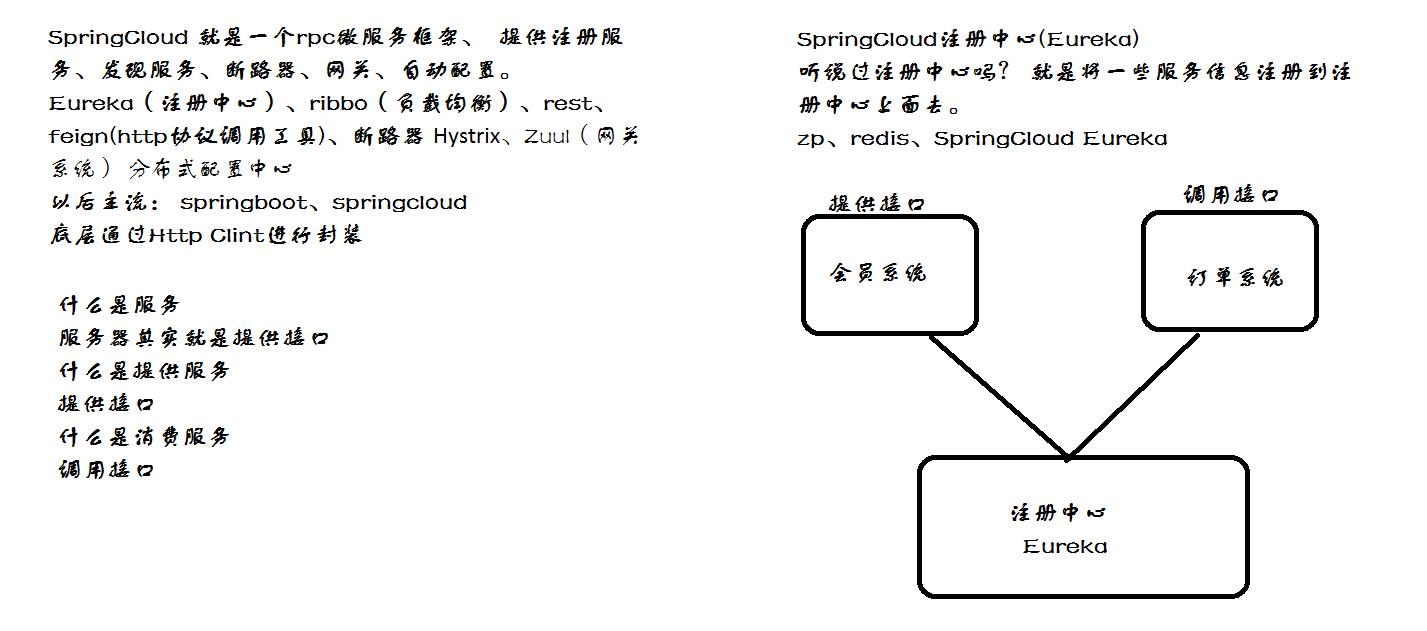 SpringCloud 就是一个rpc微服务框架、 提供注册服
务、发现服务、断路器、网关、自动配置。
Eureka（注册中心）、ribbo（负载均衡）、rest、
feign(http协议调用工具)、断路器 Hystrix、Zuul（网关
系统） 分布式配置中心
以后主流： springboot、springcloud
底层通过Http Clint进行封装
什么是服务
服务器其实就是提供接口
什么是提供服务
提供接口
什么是消费服务
调用接口
SpringCloud注册中心(Eureka)
听说过注册中心吗？ 就是将一些服务信息注册到注
册中心上面去。
zp、redis、SpringCloud Eureka
提供接口
调用接口
会员系统
订单系统
注册中心
Eureka